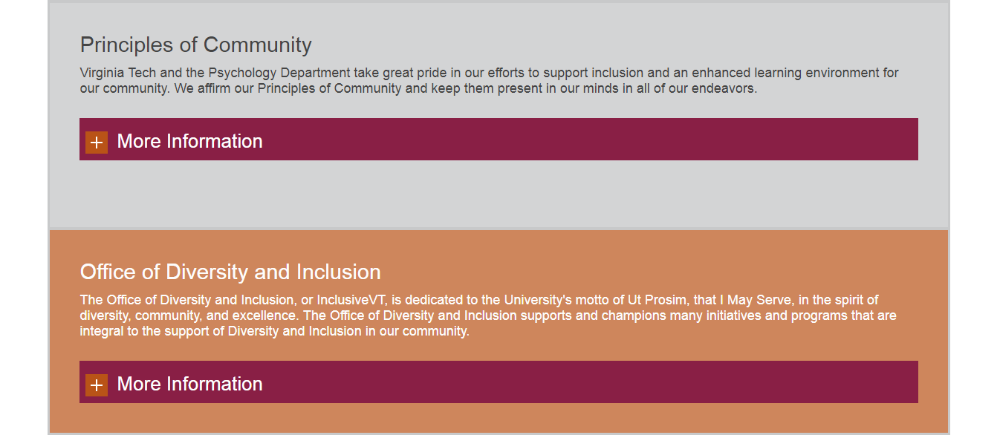 Principles of Community
Virginia Tech and the Psychology Department take great pride in our efforts to support inclusion and an enhanced learning environment for
our community. We affirm our Principles of Community and keep them present in our minds in all of our endeavors.
More Information
Office of Diversity and Inclusion
The Office of Diversity and Inclusion, or InclusiveVT, is dedicated to the University's motto of Ut Prosim, that I May Serve, in the spirit of
diversity, community, and excellence. The Office of Diversity and Inclusion supports and champions many initiatives and programs that are
integral to the support of Diversity and Inclusion in our community.
More Information